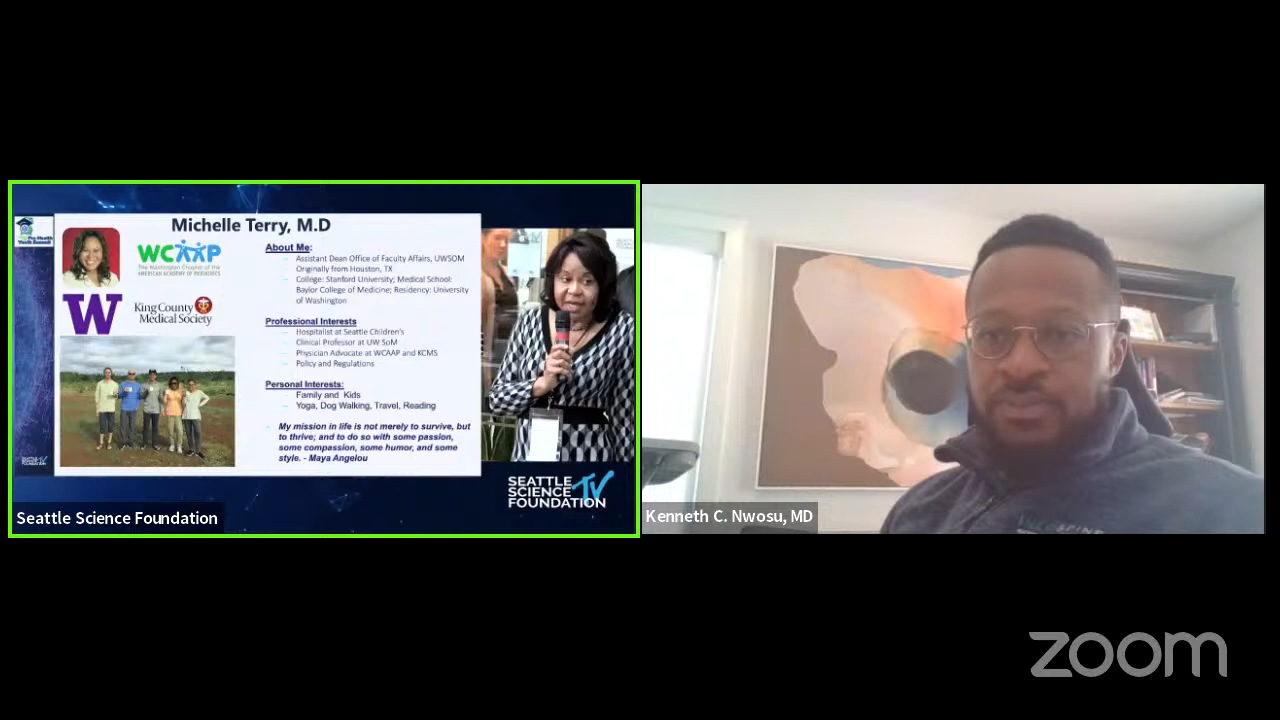 Michelle Terry, M.D
WCAAP
The Washington Chapter of the
AMERICAN ACADEMY OF PEDIATRICS
W
King County
Medical Society
About Me:
Assistant Dean Office of Faculty Affairs, UWSOM
Originally from Houston, TX
College: Stanford University; Medical School:
Baylor College of Medicine; Residency: University
of Washington
Professional Interests
Hospitalist at Seattle Children's
Clinical Professor at UW SoM
Physician Advocate at WCAAP and KCMS
Policy and Regulations
Personal Interests:
Family and Kids
Yoga, Dog Walking, Travel, Reading
My mission in life is not merely to survive, but
to thrive; and to do so with some passion,
some compassion, some humor, and some
style. - Maya Angelou
SEATTLE
SCIENCE TV
FOUNDATION
Seattle Science Foundation
Kenneth C. Nwosu, MD
zoom